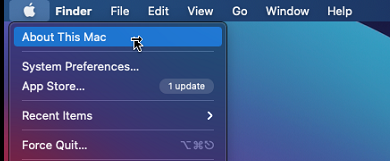 Finder File Edit View Go Window Help
About This Mac
System Preferences...
App Store... 1 update
Recent Items
Force Quit... ⌥⌘⎋